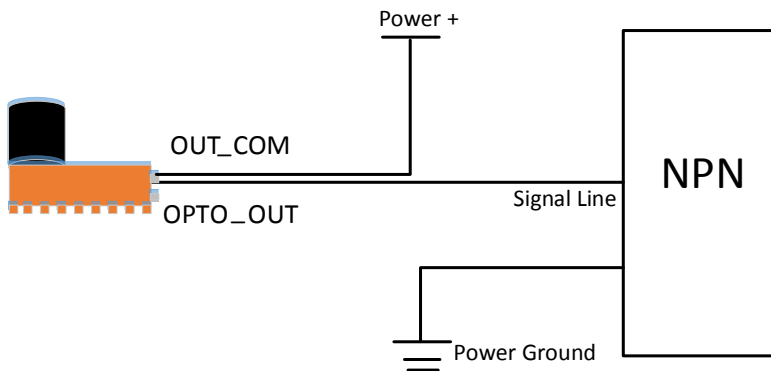 Power +
OUT_COM
NPN
Signal Line
OPTO_OUT
Power Ground